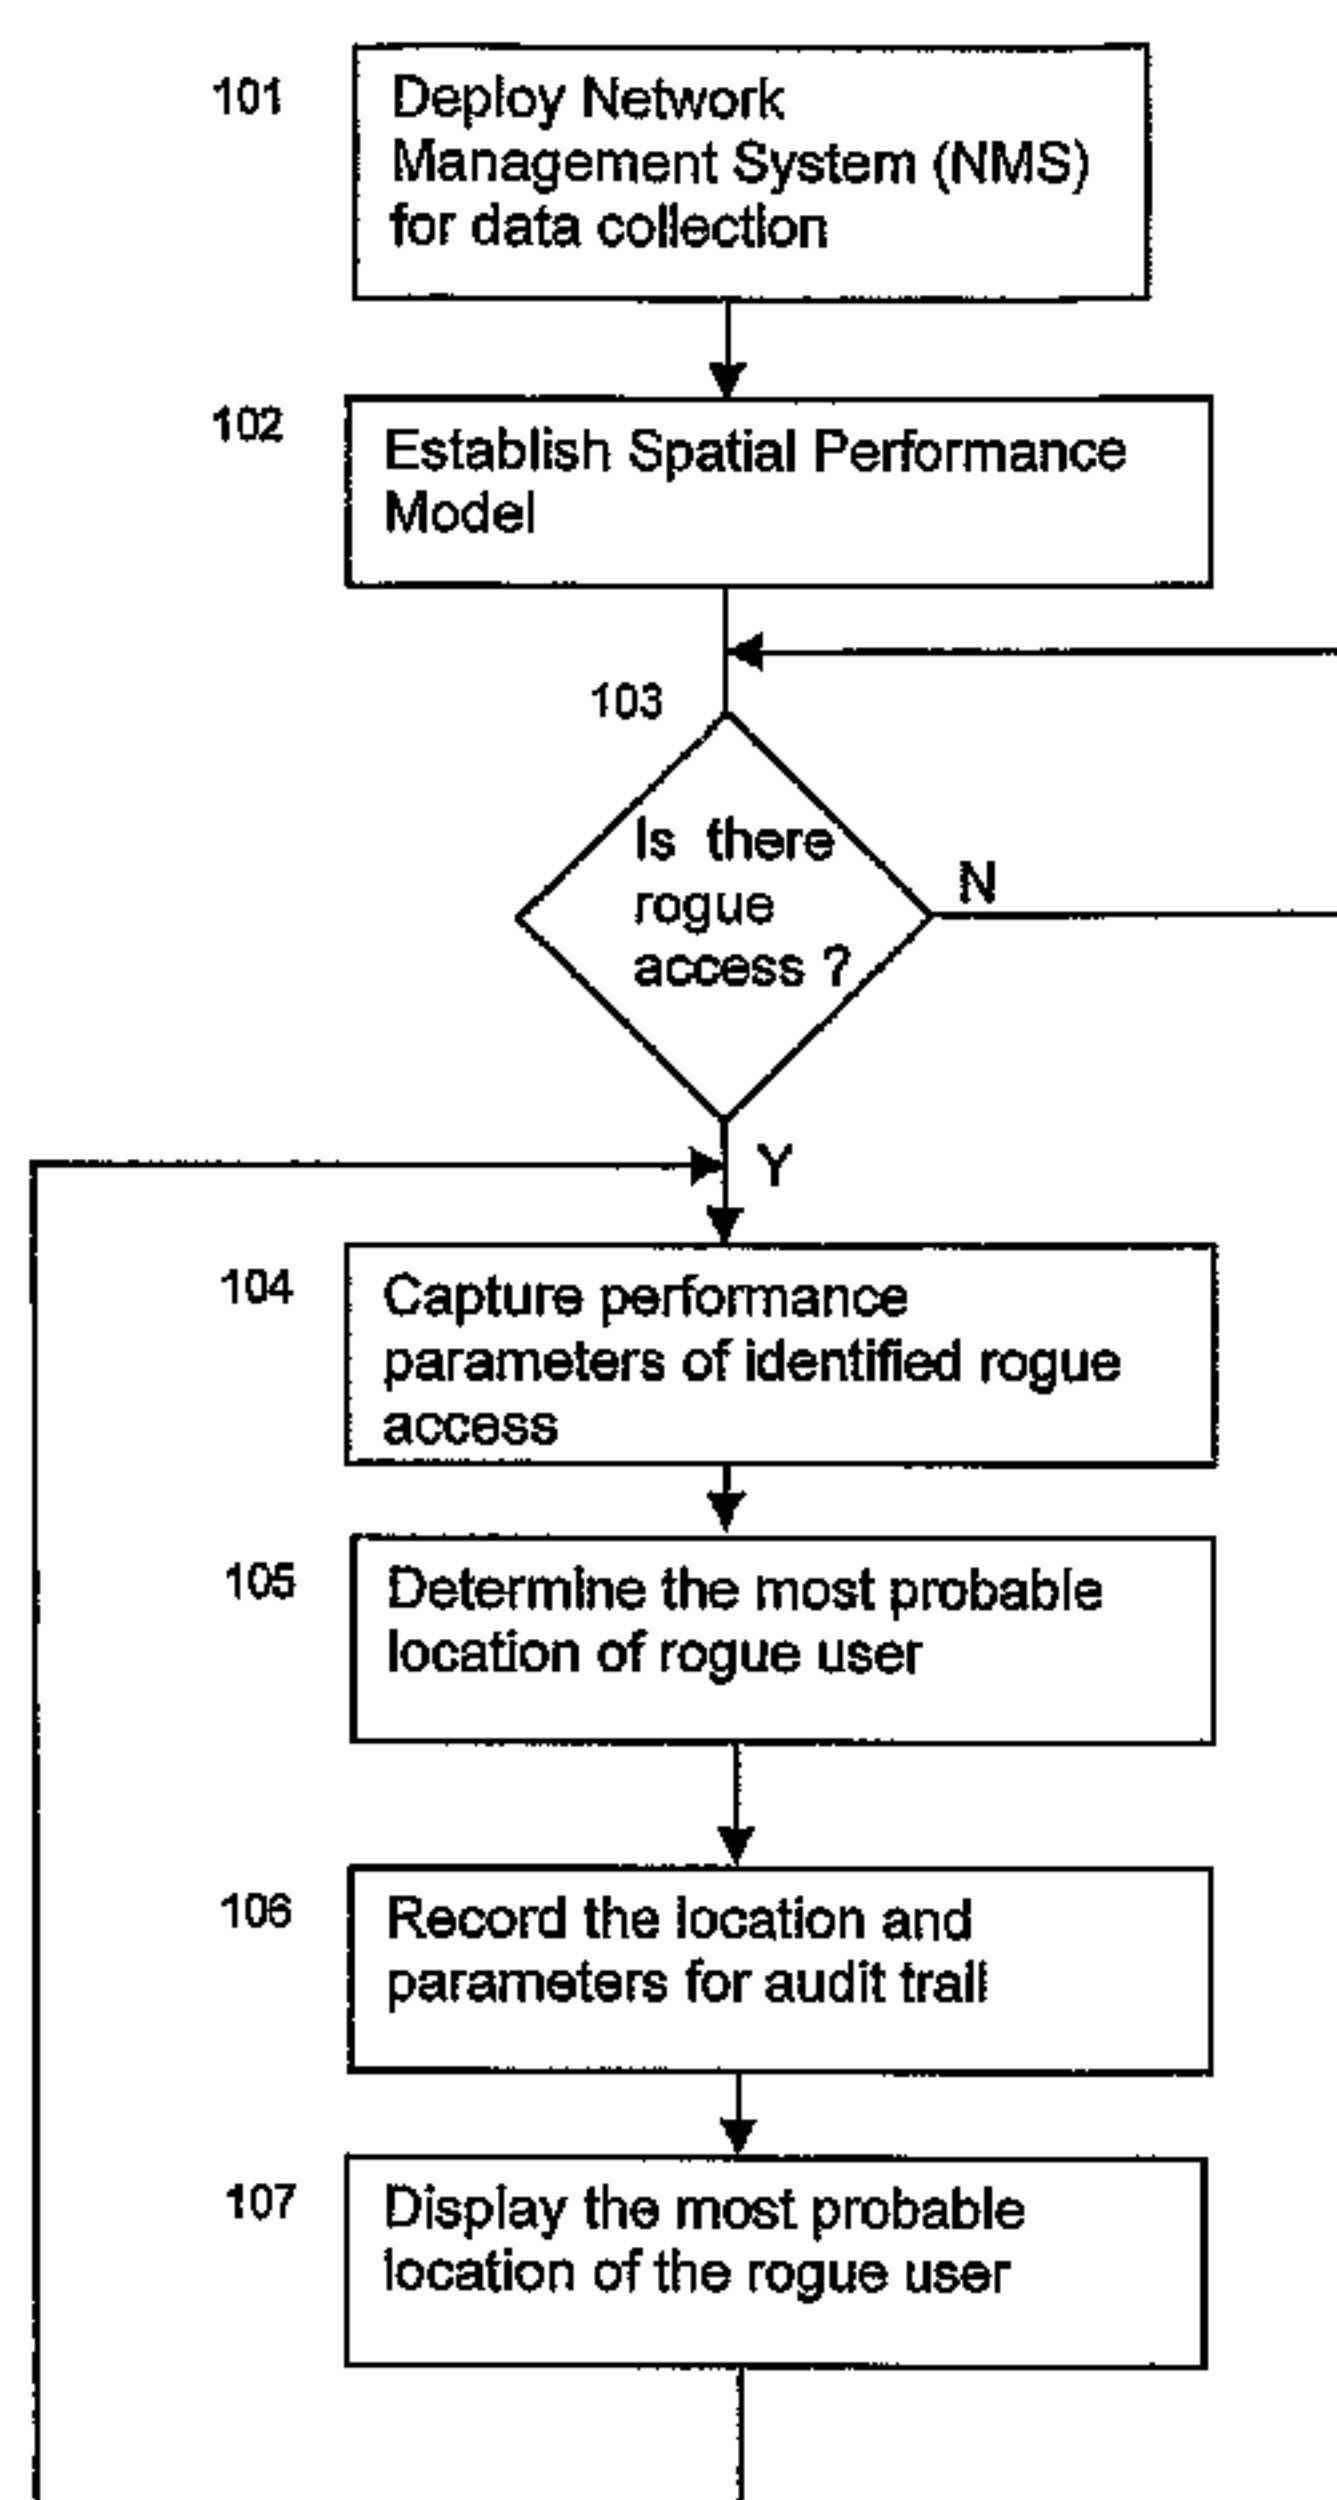 101
Deploy Network
Management System (NMS)
for data collection
102
Establish Spatial Performance
Model
103
Is there
rogue
access ?
N
Y
104
Capture performance
parameters of identified rogue
access
105
Determine the most probable
location of rogue user
106
Record the location and
parameters for audit trail
107
Display the most probable
location of the rogue user